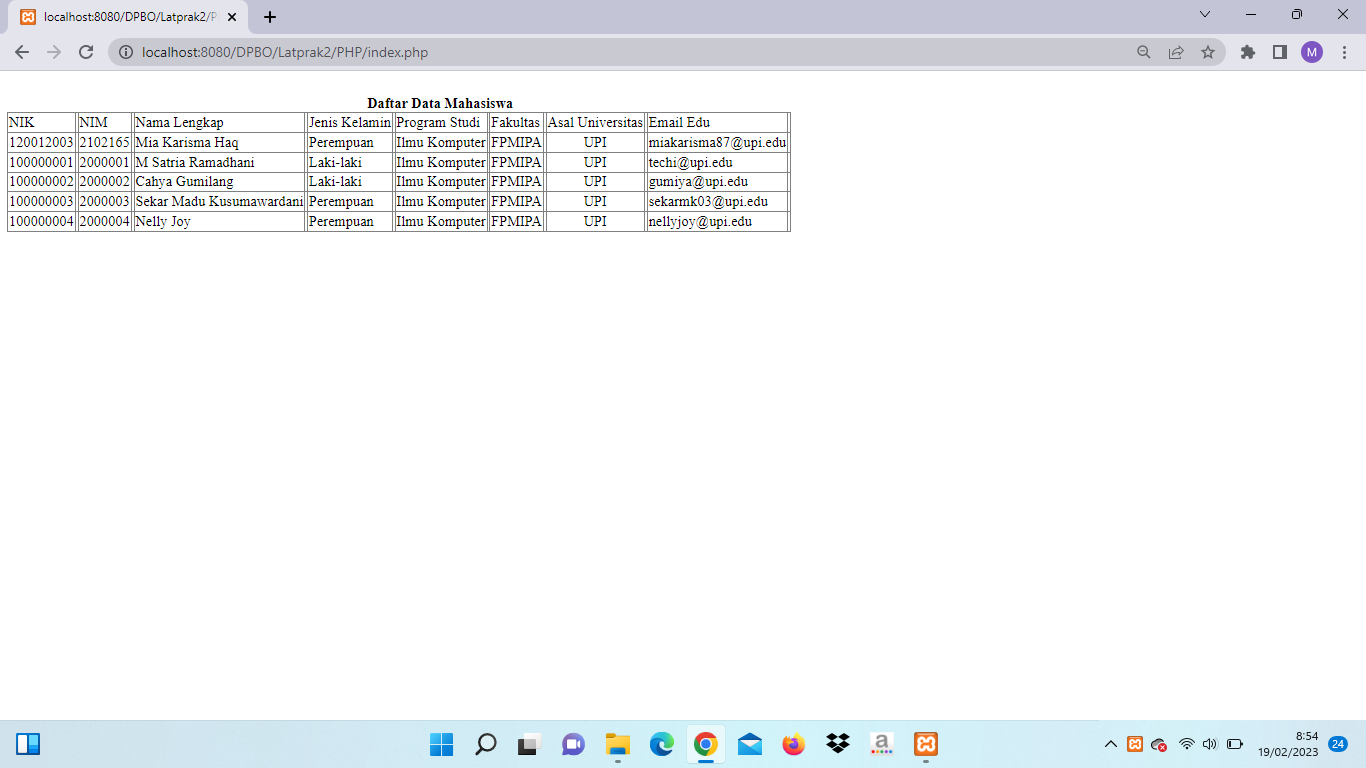 localhost:8080/DPBO/Latprak2/P
localhost:8080/DPBO/Latprak2/PHP/index.php
M
Daftar Data Mahasiswa
NIK NIM Nama Lengkap Jenis Kelamin Program Studi Fakultas Asal Universitas Email Edu
120012003 2102165 Mia Karisma Haq Perempuan Ilmu Komputer FPMIPA UPI miakarisma87@upi.edu
100000001 2000001 M Satria Ramadhani Laki-laki Ilmu Komputer FPMIPA UPI techi@upi.edu
100000002 2000002 Cahya Gumilang Laki-laki Ilmu Komputer FPMIPA UPI gumiya@upi.edu
100000003 2000003 Sekar Madu Kusumawardani Perempuan Ilmu Komputer FPMIPA UPI sekarmk03@upi.edu
100000004 2000004 Nelly Joy Perempuan Ilmu Komputer FPMIPA UPI nellyjoy@upi.edu
a
8:54
19/02/2023
24